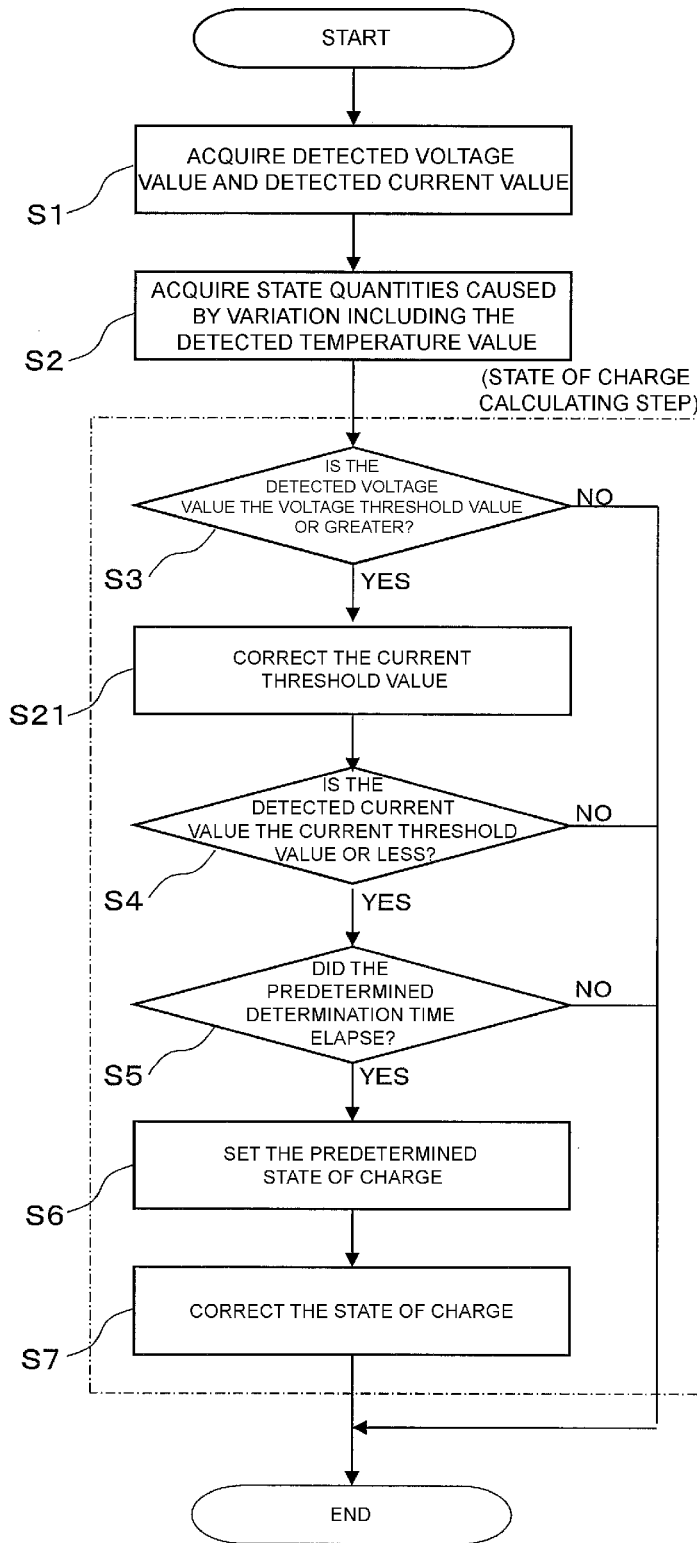 START
ACQUIRE DETECTED VOLTAGE
VALUE AND DETECTED CURRENT VALUE
S1
ACQUIRE STATE QUANTITIES CAUSED
BY VARIATION INCLUDING THE
DETECTED TEMPERATURE VALUE
S2
(STATE OF CHARGE
CALCULATING STEP)
IS THE
DETECTED VOLTAGE
VALUE THE VOLTAGE THRESHOLD VALUE
OR GREATER?
NO
S3
YES
CORRECT THE CURRENT
THRESHOLD VALUE
S21
IS THE
DETECTED CURRENT
VALUE THE CURRENT THRESHOLD
VALUE OR LESS?
NO
S4
YES
DID THE
PREDETERMINED
DETERMINATION TIME
ELAPSE?
NO
S5
YES
SET THE PREDETERMINED
STATE OF CHARGE
S6
CORRECT THE STATE OF CHARGE
S7
END